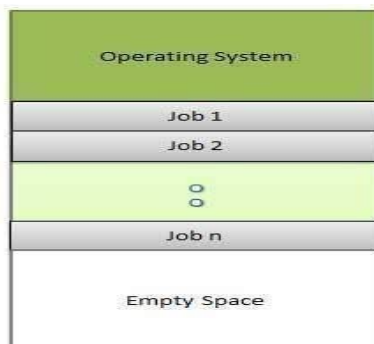 Operating System
Job 1
Job 2
Job n
Empty Space